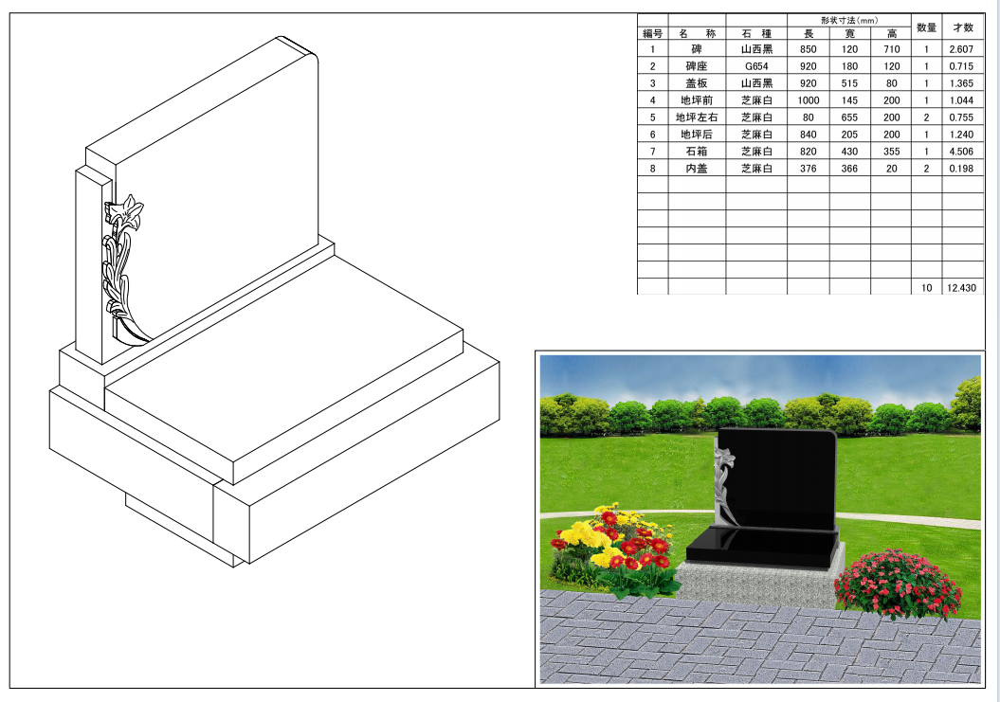 形状寸法(mm)
編号 名 称 石 種 長 寛 高 数量 才数
1 碑 山西黑 850 120 710 1 2.607
2 碑座 G654 920 180 120 1 0.715
3 盖板 山西黑 920 515 80 1 1.365
4 地坪前 芝麻白 1000 145 200 1 1.044
5 地坪左右 芝麻白 80 655 200 2 0.755
6 地坪后 芝麻白 840 205 200 1 1.240
7 石箱 芝麻白 820 430 355 1 4.506
8 内盖 芝麻白 376 366 20 2 0.198
10 12.430